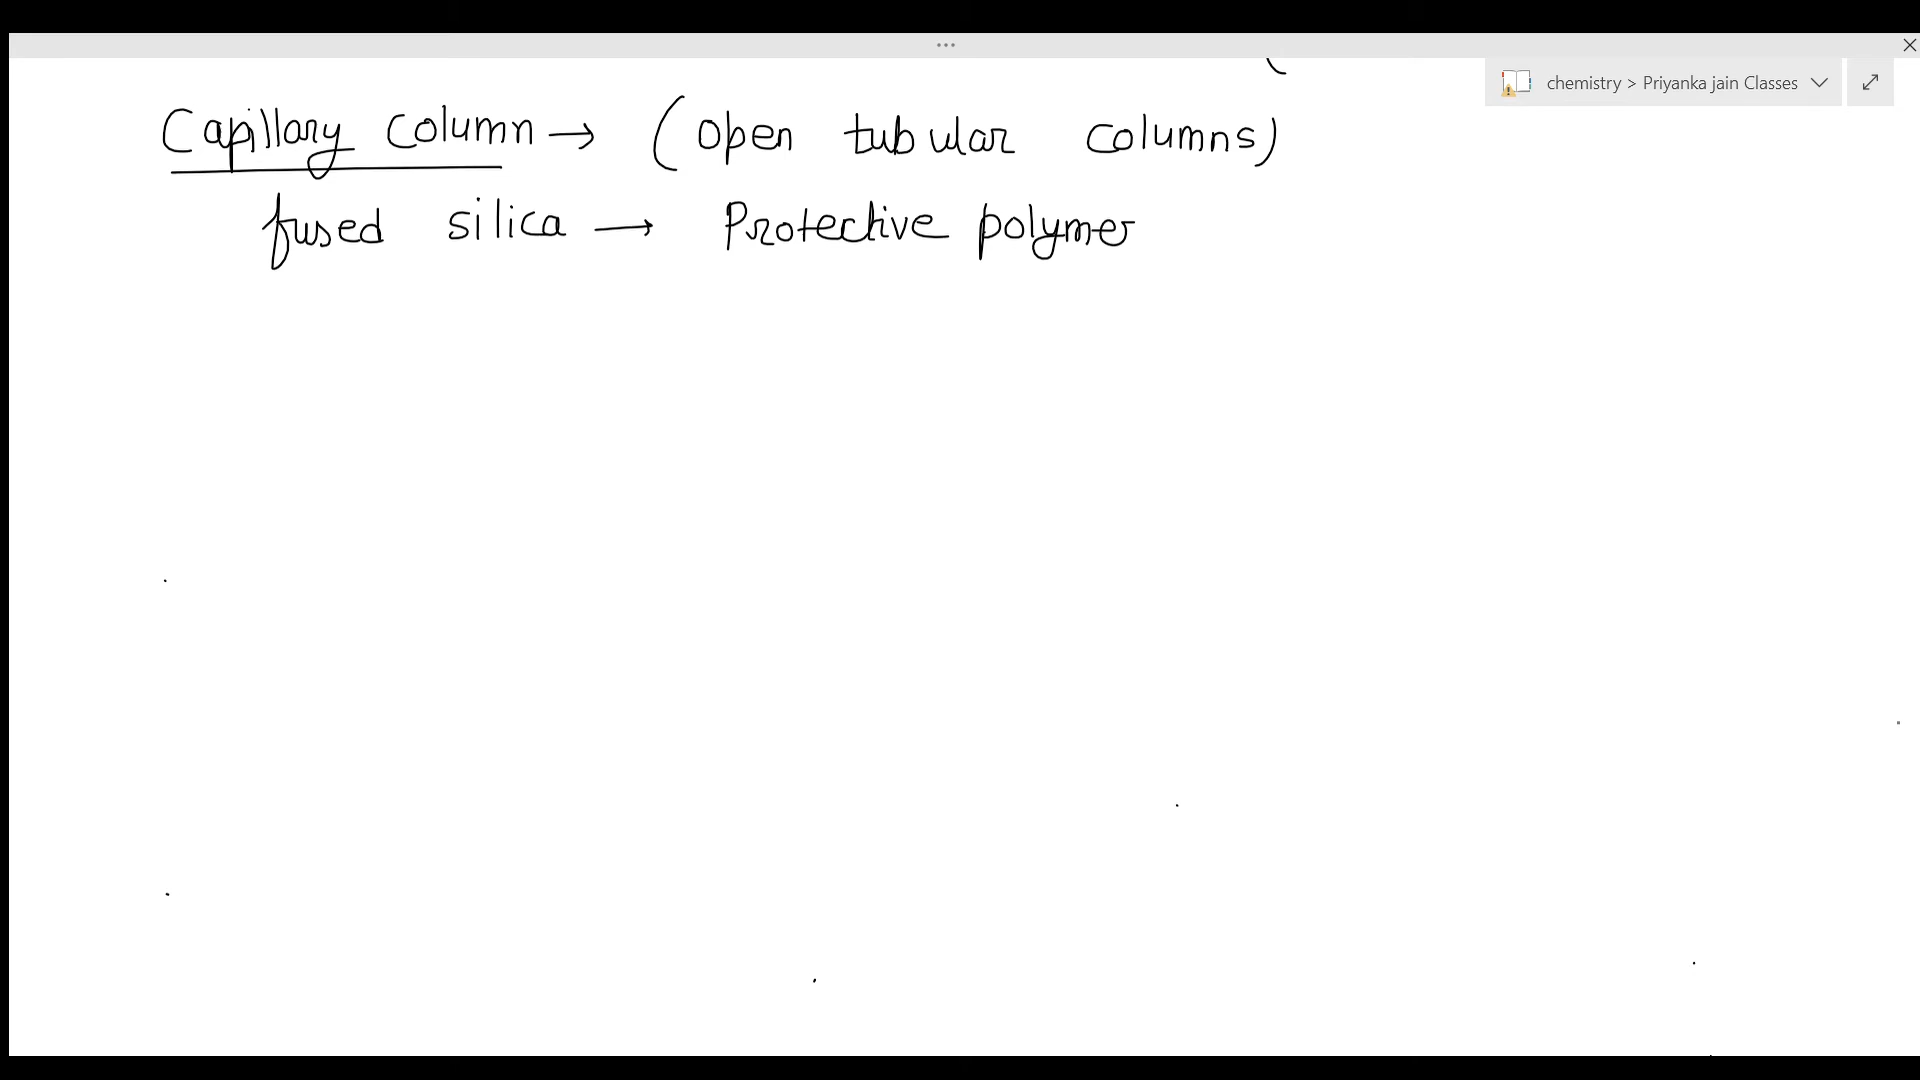 chemistry > Priyanka jain Classes
Capillary column → (open tubular columns)
fused silica → Protective polymer